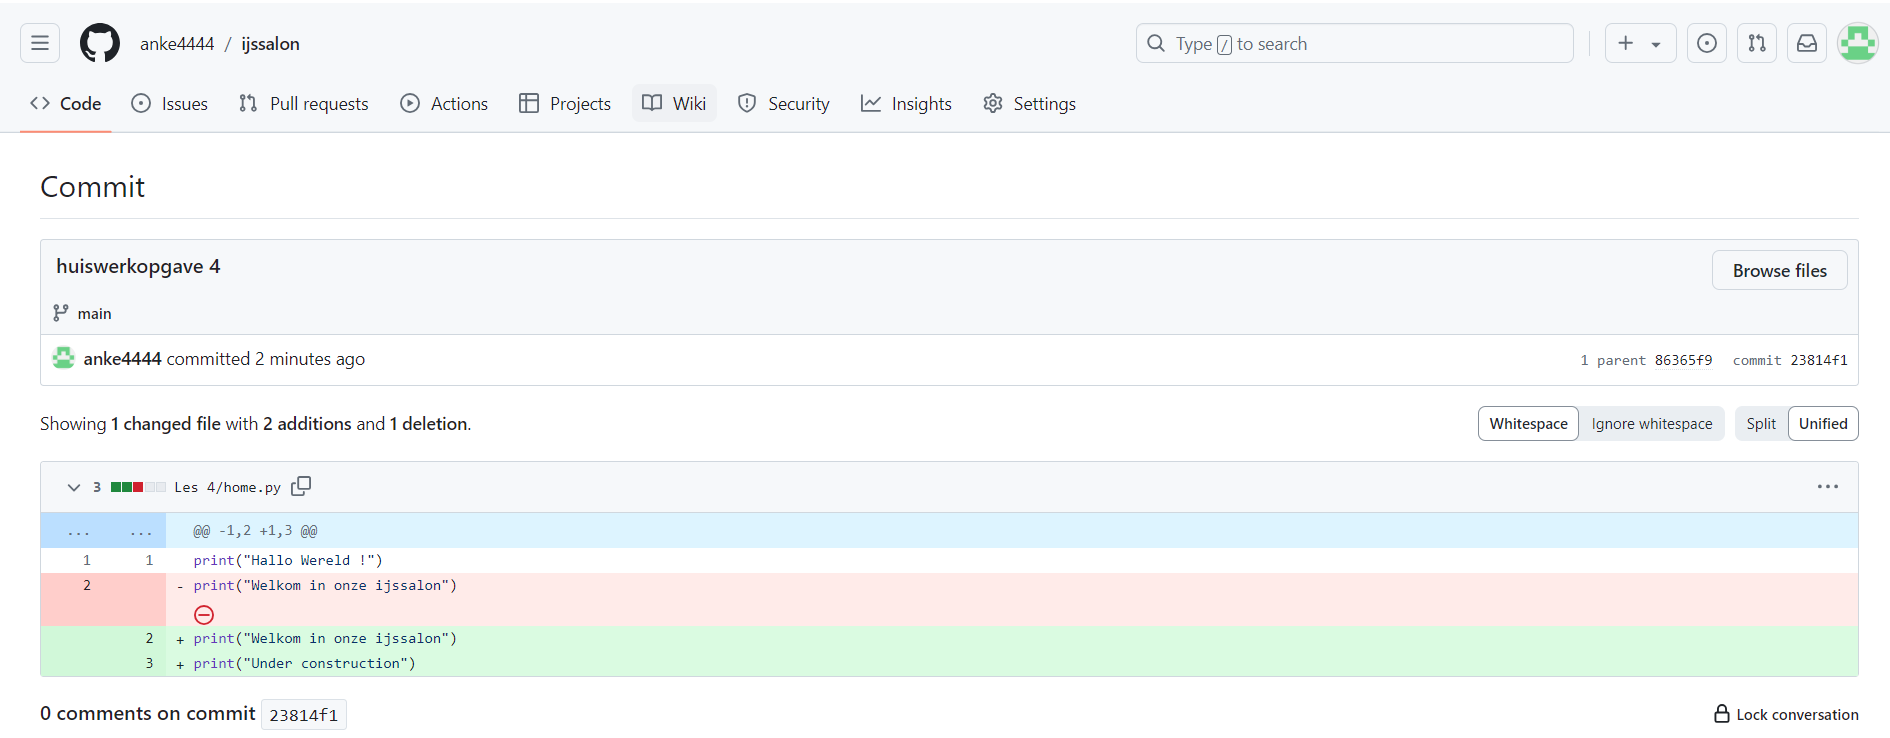 anke4444 / ijssalon
Type / to search
Code Issues Pull requests Actions Projects Wiki Security Insights Settings
Commit
huiswerkopgave 4
Browse files
main
anke4444 committed 2 minutes ago
1 parent 86365f9 commit 23814f1
Showing 1 changed file with 2 additions and 1 deletion.
Whitespace Ignore whitespace Split Unified
3 Les 4/home.py
... ... @@ -1,2 +1,3 @@
1 1 print("Hallo Wereld !")
2 - print("Welkom in onze ijssalon")
2 + print("Welkom in onze ijssalon")
3 + print("Under construction")
0 comments on commit 23814f1
Lock conversation